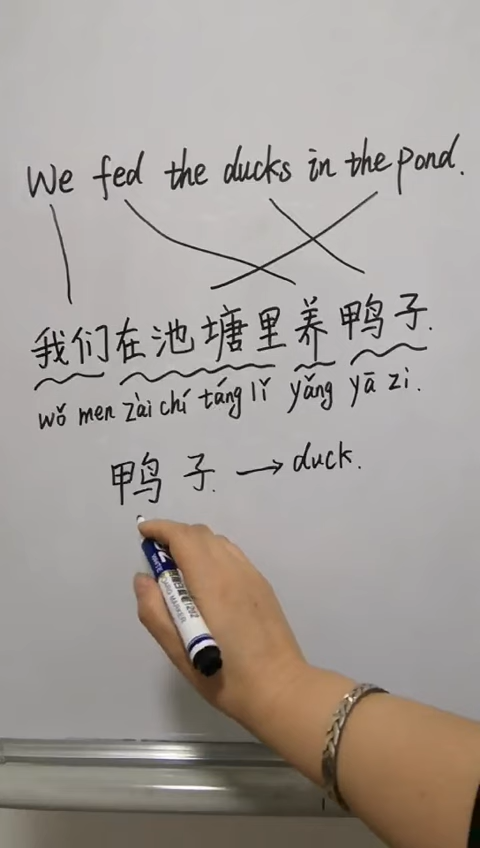 We fed the ducks in the pond.
我们在池塘里养鸭子.
wǒ men zài chí táng lǐ yǎng yā zi.
鸭子. → duck.
WHITE